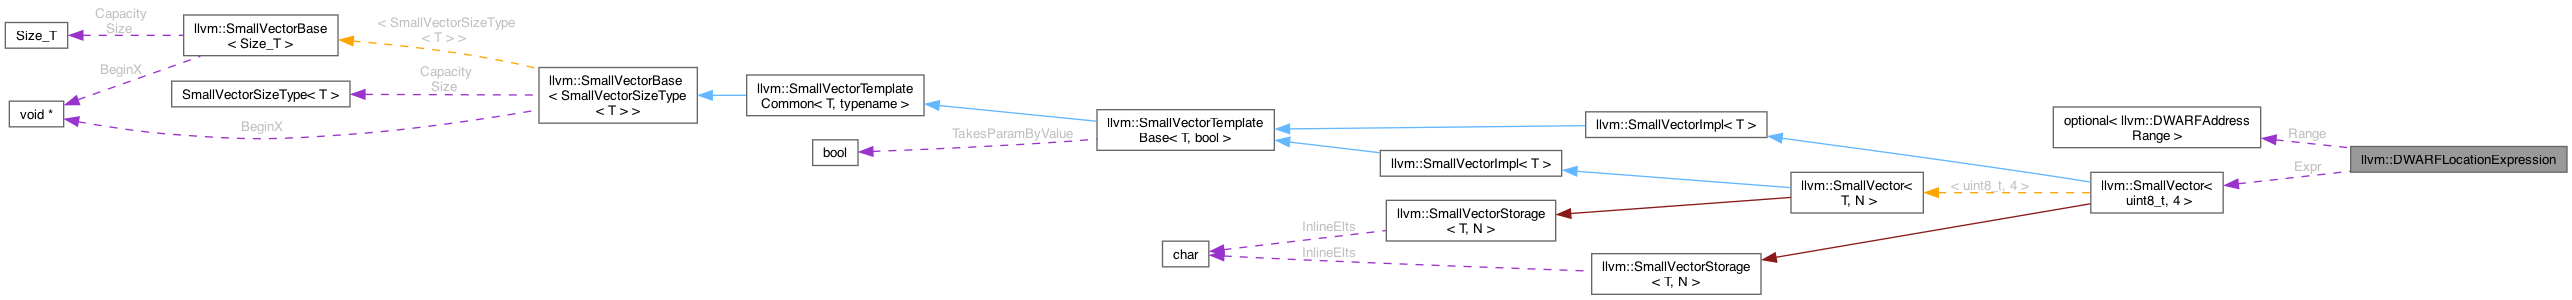 Capacity
Size
Size_T
llvm::SmallVectorBase
< Size_T >
BeginX
void *
SmallVectorSizeType< T >
< SmallVectorSizeType
< T > >
Capacity
Size
BeginX
llvm::SmallVectorBase
< SmallVectorSizeType
< T > >
llvm::SmallVectorTemplate
Common< T, typename >
bool
TakesParamByValue
llvm::SmallVectorTemplate
Base< T, bool >
llvm::SmallVectorImpl< T >
llvm::SmallVectorImpl< T >
char
InlineElts
InlineElts
llvm::SmallVectorStorage
< T, N >
llvm::SmallVectorStorage
< T, N >
llvm::SmallVector<
T, N >
< uint8_t, 4 >
optional< llvm::DWARFAddress
Range >
llvm::SmallVector<
uint8_t, 4 >
Range
Expr
llvm::DWARFLocationExpression